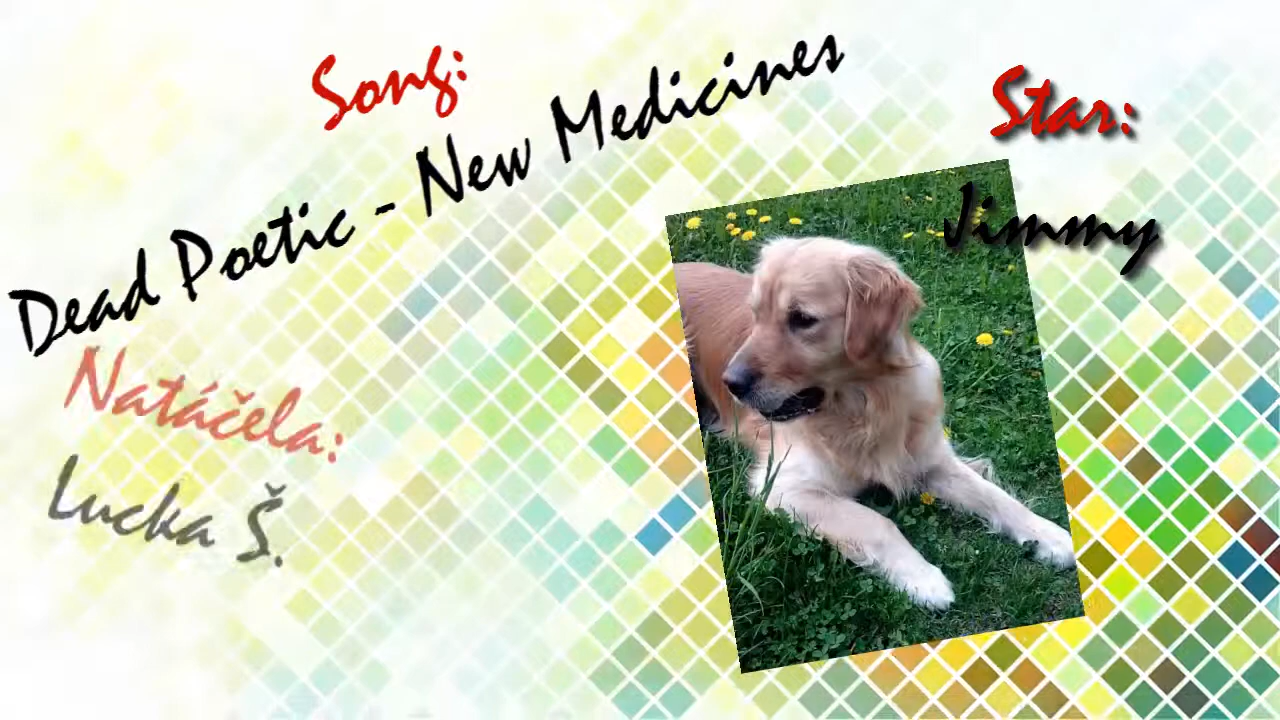 Song:
Dead Poetic - New Medicines
Star:
Jimmy
Natáčela:
Lucka Š.